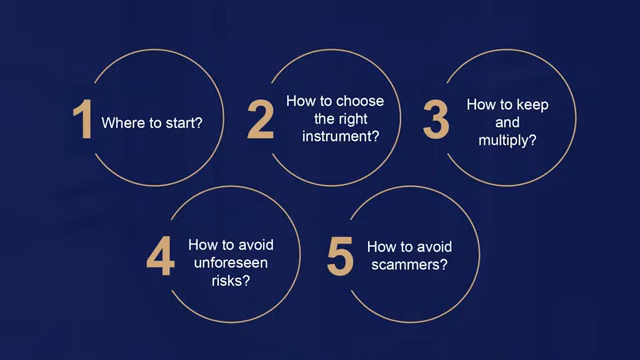 1
Where to start?
2
How to choose
the right
instrument?
3
How to keep
and
multiply?
4
How to avoid
unforeseen
risks?
5
How to avoid
scammers?